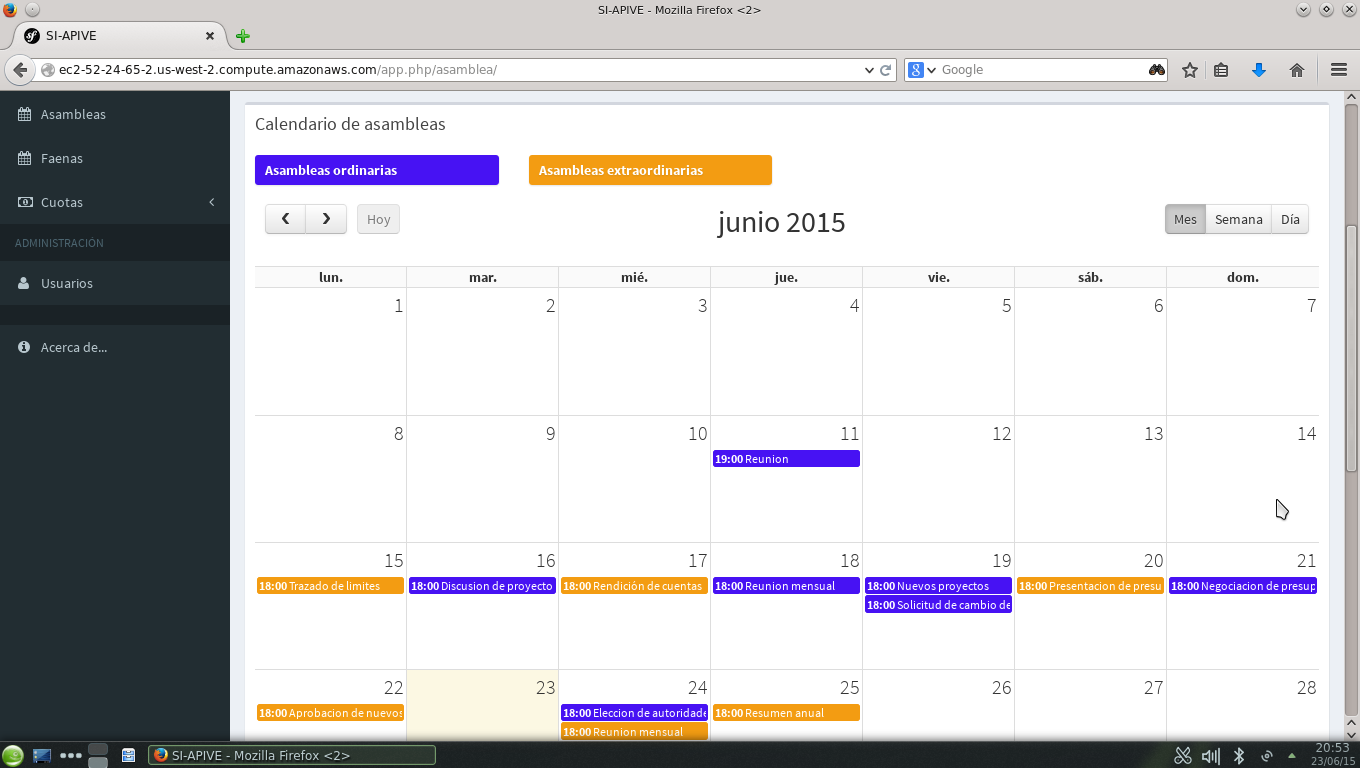 SI-APIVE - Mozilla Firefox <2>
SI-APIVE
ec2-52-24-65-2.us-west-2.compute.amazonaws.com/app.php/asamblea/
Google
Asambleas
Faenas
Cuotas
ADMINISTRACIÓN
Usuarios
Acerca de...
Calendario de asambleas
Asambleas ordinarias Asambleas extraordinarias
Hoy junio 2015 Mes Semana Día
lun. mar. mié. jue. vie. sáb. dom.
1 2 3 4 5 6 7
8 9 10 11 12 13 14
19:00 Reunion
15 16 17 18 19 20 21
18:00 Trazado de limites 18:00 Discusion de proyecto 18:00 Rendición de cuentas 18:00 Reunion mensual 18:00 Nuevos proyectos 18:00 Presentacion de presu 18:00 Negociacion de presup
18:00 Solicitud de cambio de
22 23 24 25 26 27 28
18:00 Aprobacion de nuevos 18:00 Eleccion de autoridade 18:00 Resumen anual
18:00 Reunion mensual
SI-APIVE - Mozilla Firefox <2>
20:53
23/06/15